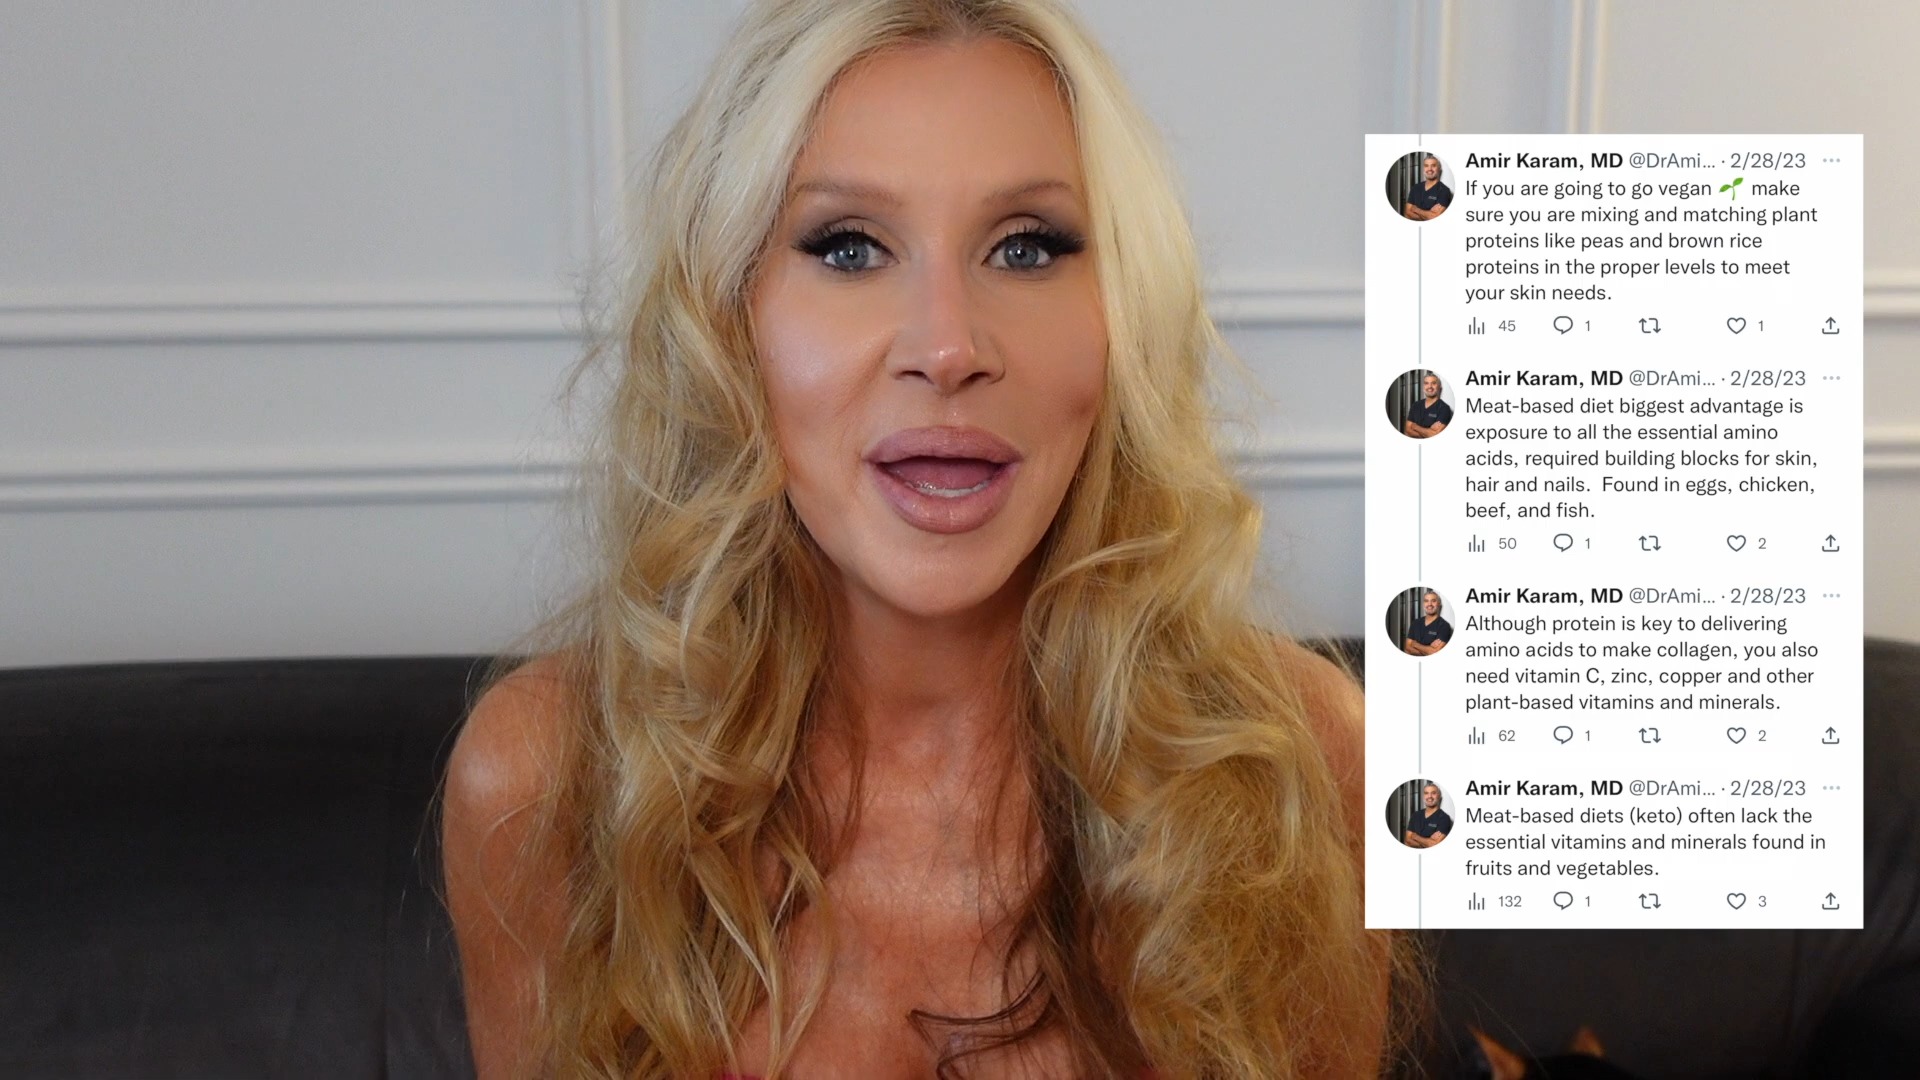 Amir Karam, MD @DrAmi... · 2/28/23
If you are going to go vegan 🌱 make
sure you are mixing and matching plant
proteins like peas and brown rice
proteins in the proper levels to meet
your skin needs.
45 1 1
Amir Karam, MD @DrAmi... · 2/28/23
Meat-based diet biggest advantage is
exposure to all the essential amino
acids, required building blocks for skin,
hair and nails. Found in eggs, chicken,
beef, and fish.
50 1 2
Amir Karam, MD @DrAmi... · 2/28/23
Although protein is key to delivering
amino acids to make collagen, you also
need vitamin C, zinc, copper and other
plant-based vitamins and minerals.
62 1 2
Amir Karam, MD @DrAmi... · 2/28/23
Meat-based diets (keto) often lack the
essential vitamins and minerals found in
fruits and vegetables.
132 1 3